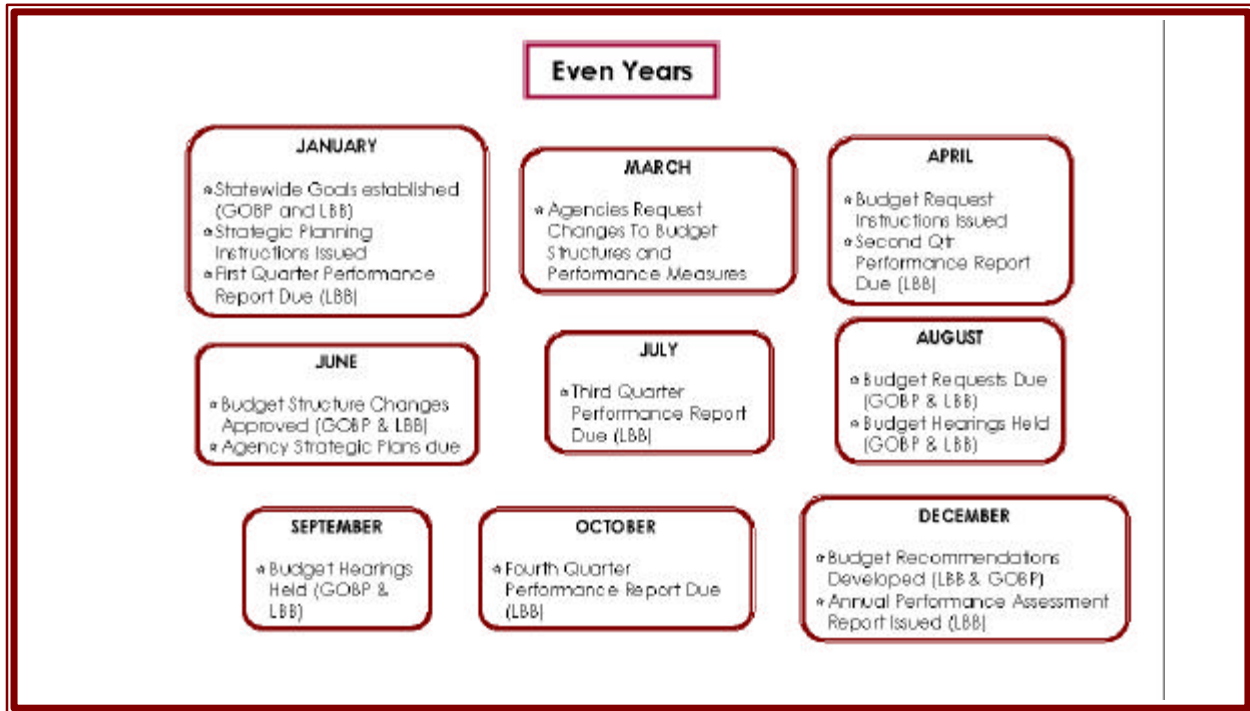 Even Years
JANUARY
Statewide Goals established
(GOBP and LBB)
Strategic Planning
Instructions Issued
First Quarter Performance
Report Due (LBB)
MARCH
Agencies Request
Changes To Budget
Structures and
Performance Measures
APRIL
Budget Request
Instructions Issued
Second Qtr
Performance Report
Due (LBB)
JUNE
Budget Structure Changes
Approved (GOBP & LBB)
Agency Strategic Plans due
JULY
Third Quarter
Performance Report
Due (LBB)
AUGUST
Budget Requests Due
(GOBP & LBB)
Budget Hearings Held
(GOBP & LBB)
SEPTEMBER
Budget Hearings
Held (GOBP &
LBB)
OCTOBER
Fourth Quarter
Performance Report Due
(LBB)
DECEMBER
Budget Recommendations
Developed (LBB & GOBP)
Annual Performance Assessment
Report Issued (LBB)